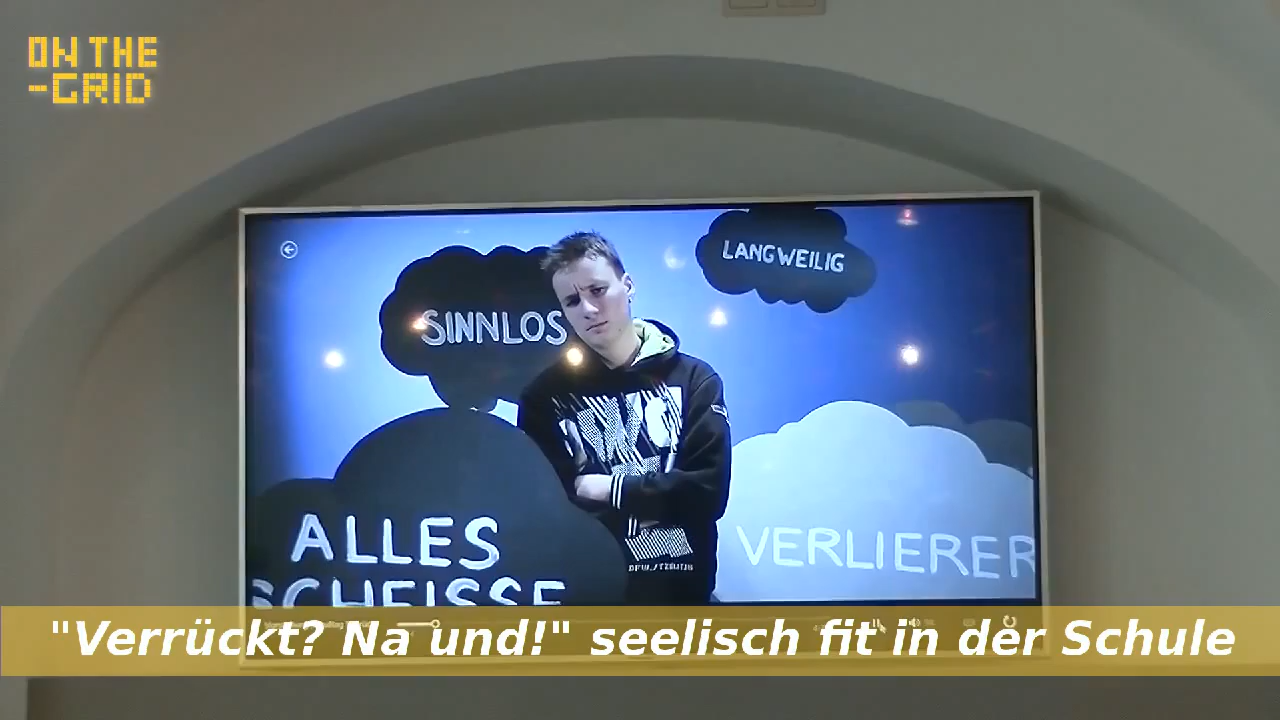 ON THE
-GRID
LANGWEILIG
SINNLOS
ALLES
SCHEISSE
VERLIERER
"Verrückt? Na und!" seelisch fit in der Schule